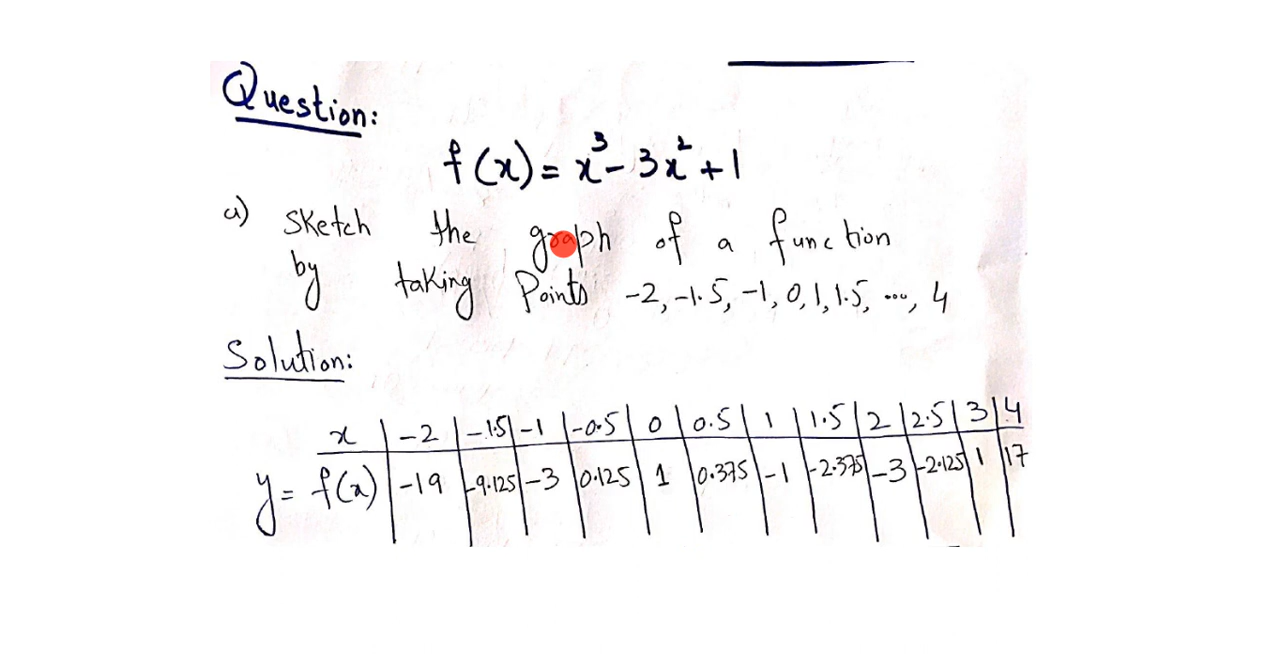 Question:
f(x) = x³ - 3x² + 1
a) Sketch the graph of a function
by taking Points -2, -1.5, -1, 0, 1, 1.5, ..., 4
Solution:
x | -2 | -1.5 | -1 | -0.5 | 0 | 0.5 | 1 | 1.5 | 2 | 2.5 | 3 | 4
y = f(x) | -19 | -9.125 | -3 | 0.125 | 1 | 0.375 | -1 | -2.375 | -3 | -2.125 | 1 | 17